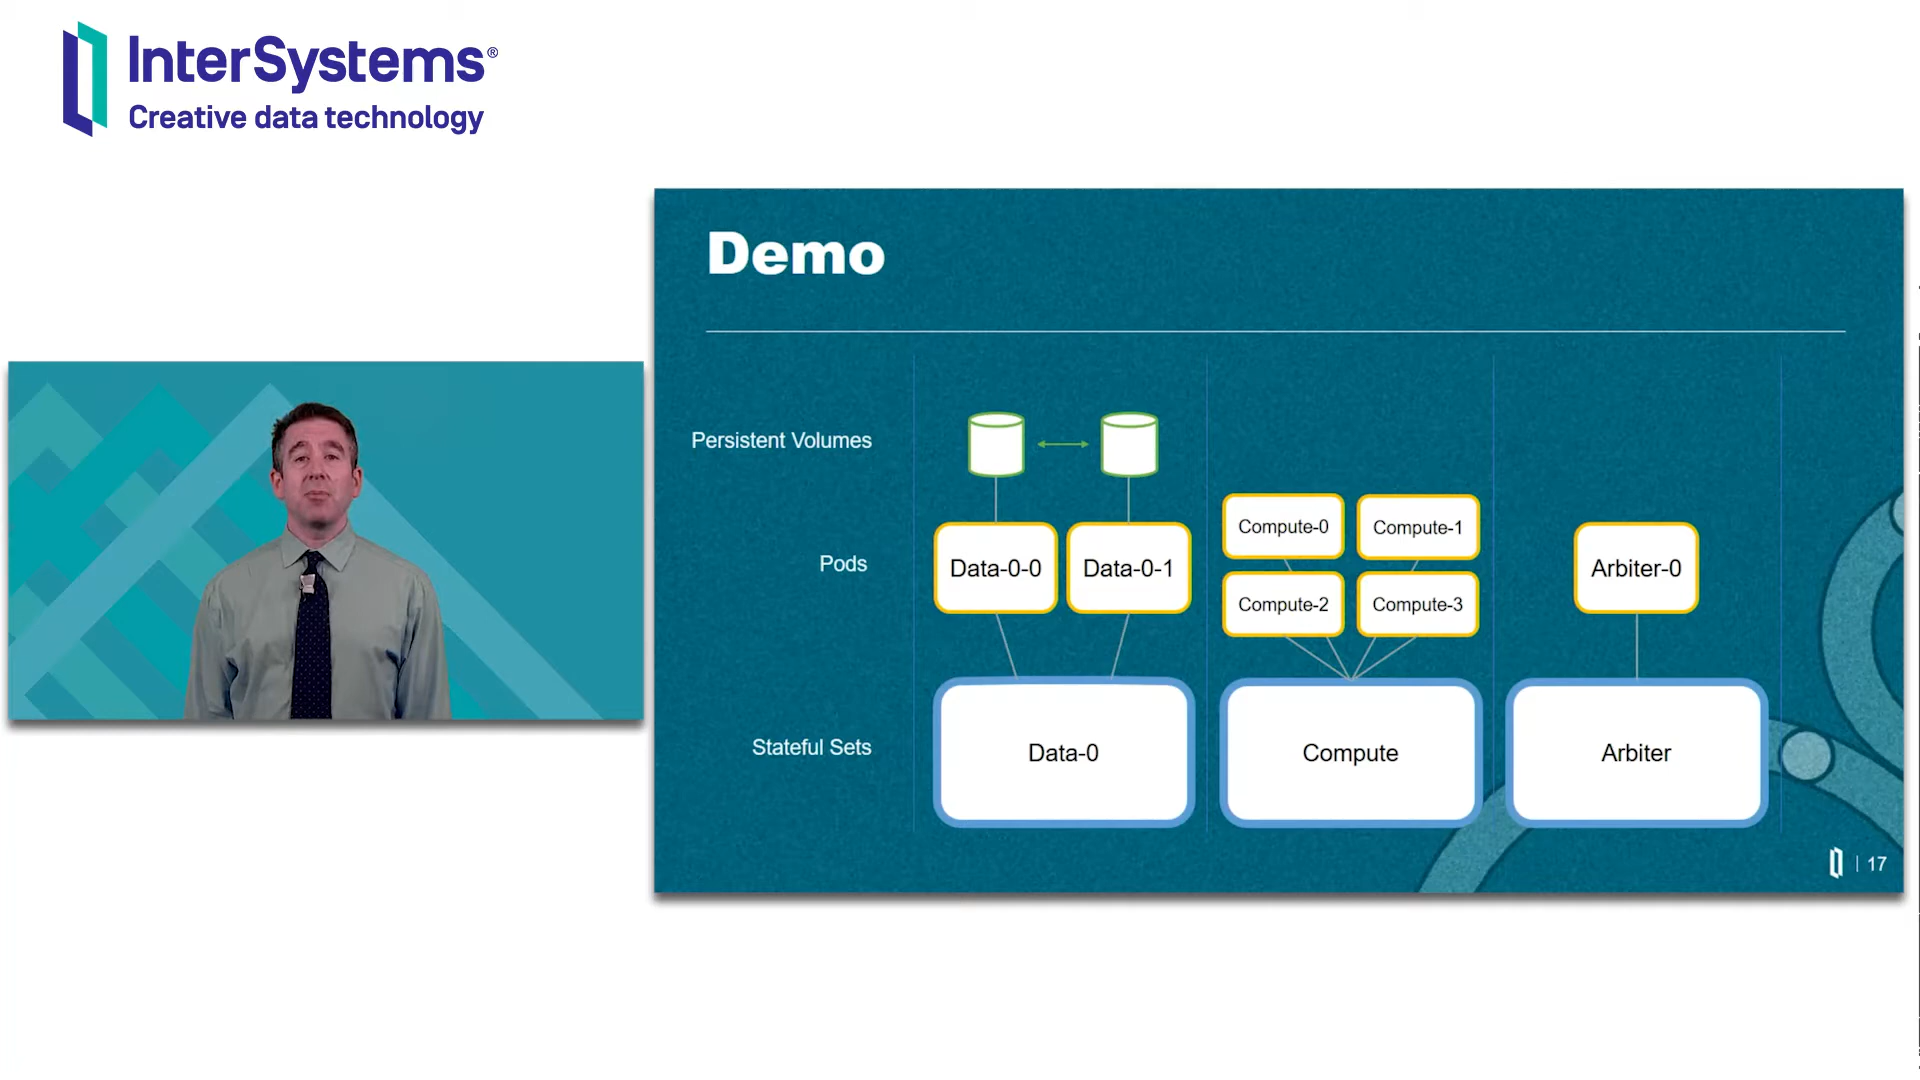 InterSystems®
Creative data technology
Demo
Persistent Volumes
Pods
Data-0-0
Data-0-1
Compute-0
Compute-1
Compute-2
Compute-3
Arbiter-0
Stateful Sets
Data-0
Compute
Arbiter
17